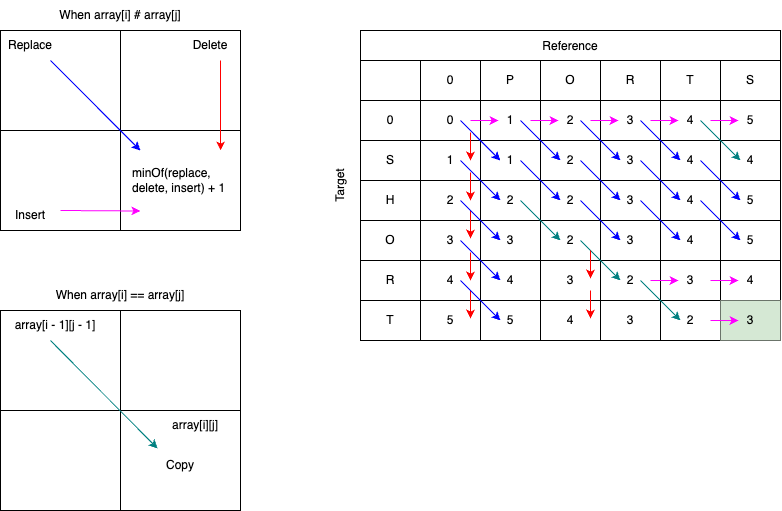 When array[i] # array[j]
Replace Delete
minOf(replace,
delete, insert) + 1
Insert
When array[i] == array[j]
array[i - 1][j - 1]
array[i][j]
Copy
Reference
Target
0 P O R T S
0 0 1 2 3 4 5
S 1 1 2 3 4 4
H 2 2 2 3 4 5
O 3 3 2 3 4 5
R 4 4 3 2 3 4
T 5 5 4 3 2 3